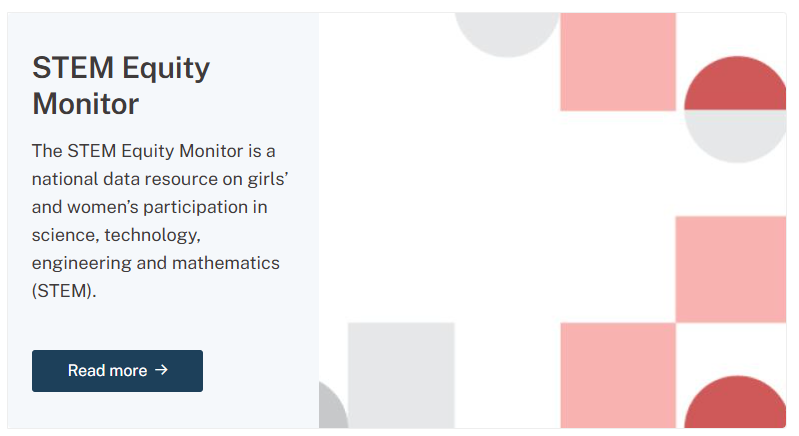 STEM Equity
Monitor
The STEM Equity Monitor is a
national data resource on girls’
and women’s participation in
science, technology,
engineering and mathematics
(STEM).
Read more →